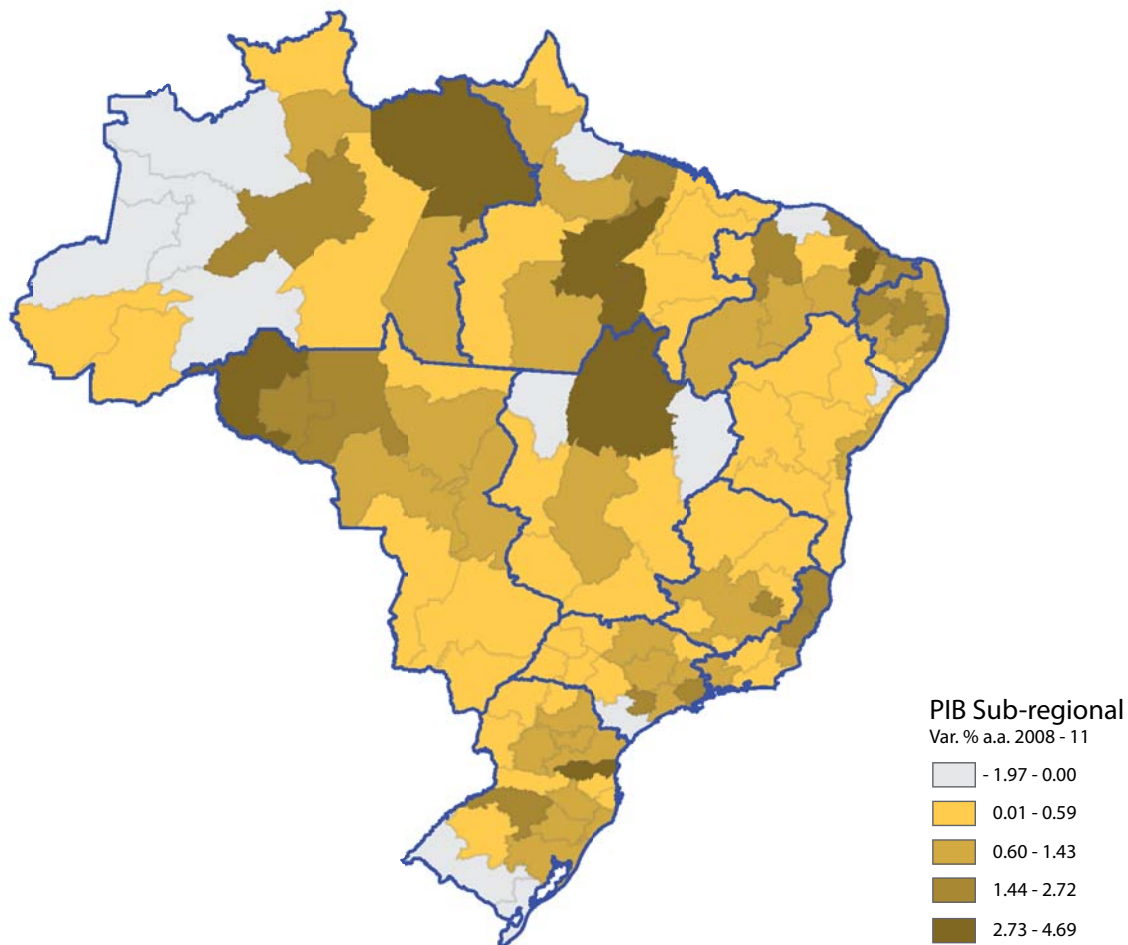 PIB Sub-regional
Var. % a.a. 2008 - 11
- 1.97 - 0.00
0.01 - 0.59
0.60 - 1.43
1.44 - 2.72
2.73 - 4.69